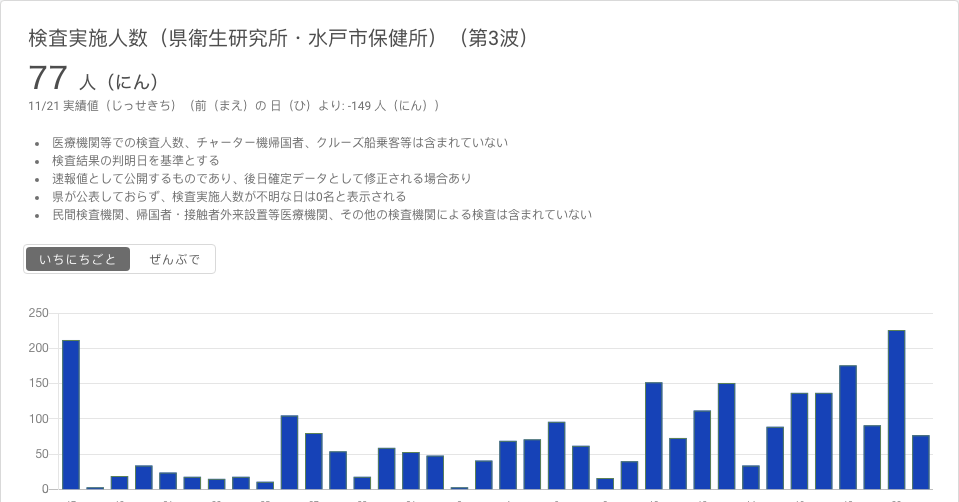 検査実施人数（県衛生研究所・水戸市保健所）（第3波）
77 人（にん）
11/21 実績値（じっせきち）（前（まえ）の 日（ひ）より: -149 人（にん））
医療機関等での検査人数、チャーター機帰国者、クルーズ船乗客等は含まれていない
検査結果の判明日を基準とする
速報値として公開するものであり、後日確定データとして修正される場合あり
県が公表しておらず、検査実施人数が不明な日は0名と表示される
民間検査機関、帰国者・接触者外来設置等医療機関、その他の検査機関による検査は含まれていない
いちにちごと ぜんぶで
250
200
150
100
50
0